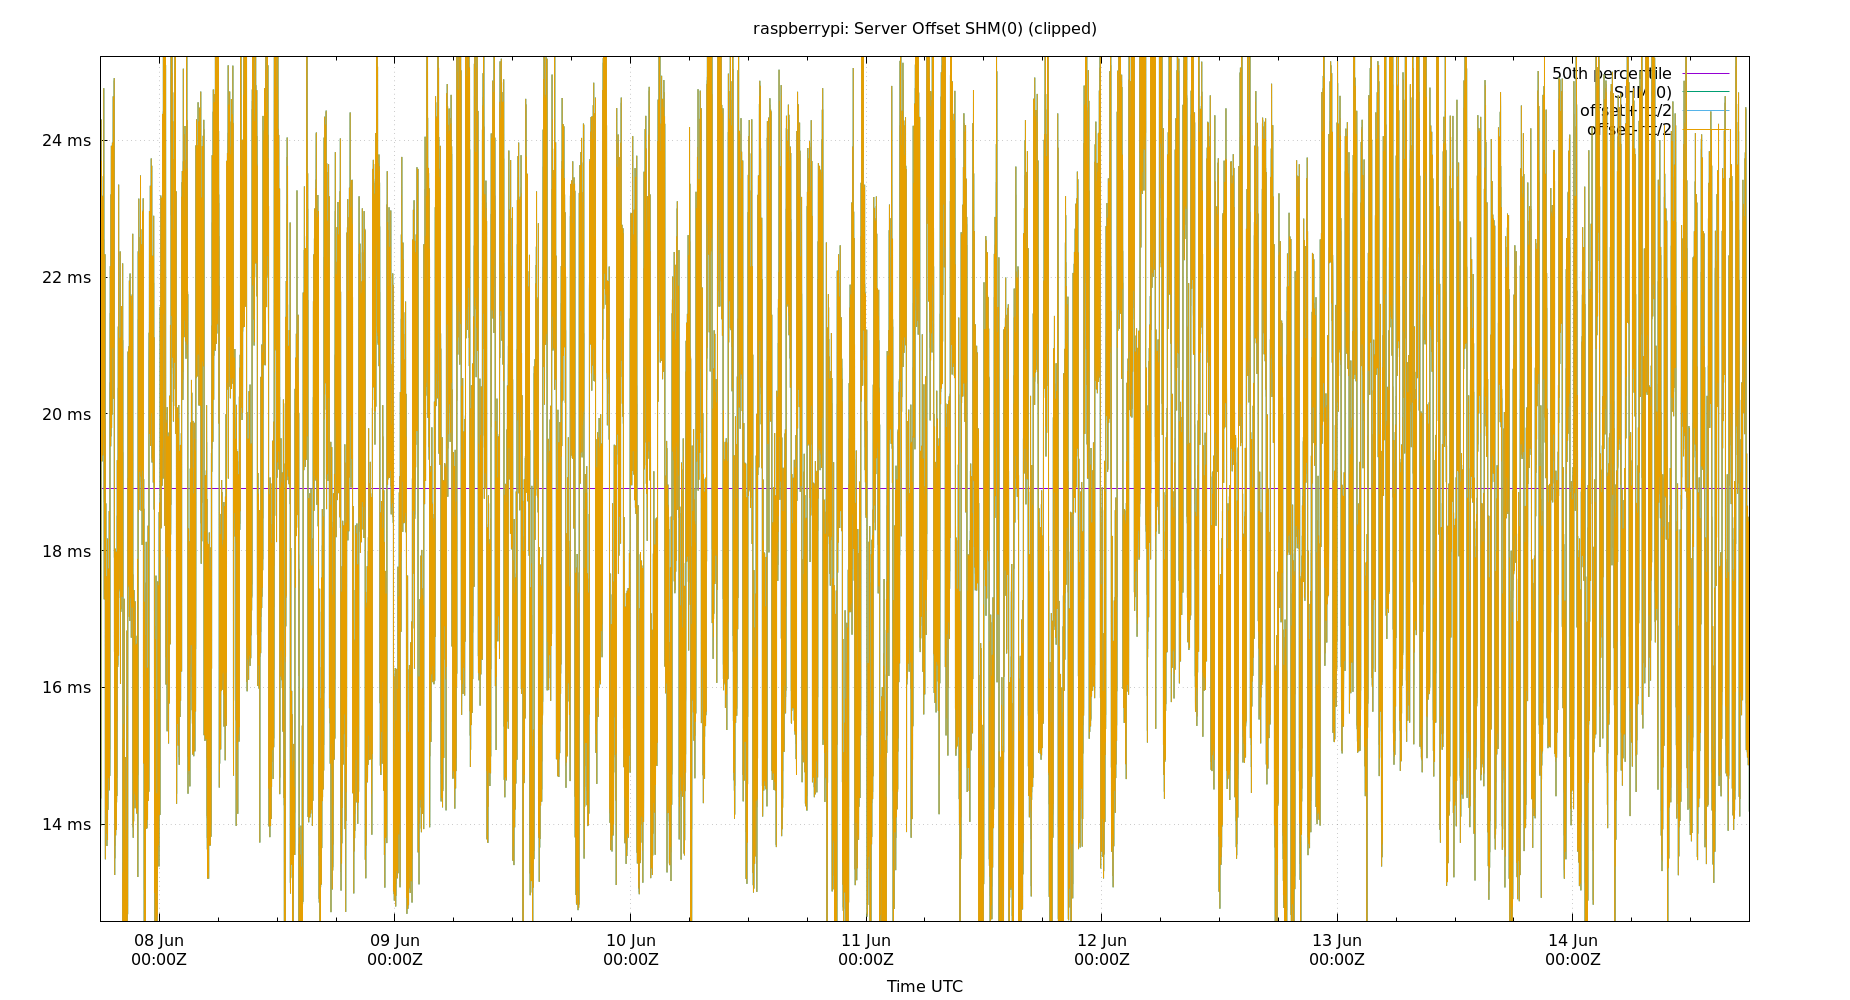 raspberrypi: Server Offset SHM(0) (clipped)
50th percentile
SHM(0)
offset+rtt/2
offset-rtt/2
24 ms
22 ms
20 ms
18 ms
16 ms
14 ms
08 Jun 09 Jun 10 Jun 11 Jun 12 Jun 13 Jun 14 Jun
00:00Z 00:00Z 00:00Z 00:00Z 00:00Z 00:00Z 00:00Z
Time UTC